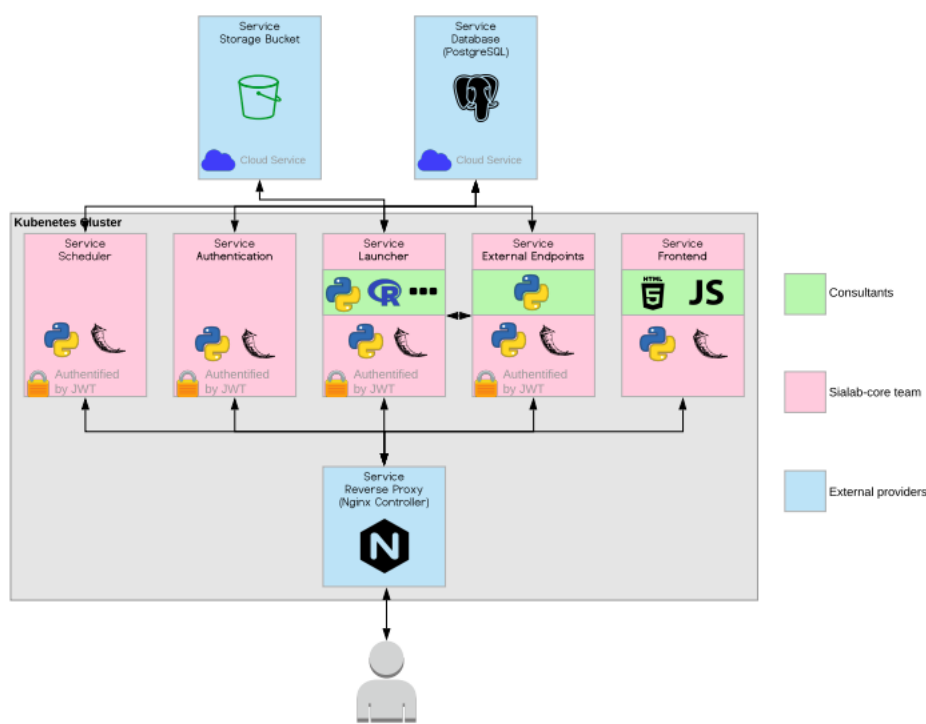 Service
Storage Bucket
Cloud Service
Service
Database
(PostgreSQL)
Cloud Service
Kubenetes Cluster
Service
Scheduler
Authentified
by JWT
Service
Authentication
Authentified
by JWT
Service
Launcher
R
Authentified
by JWT
Service
External Endpoints
Authentified
by JWT
Service
Frontend
HTML
5
JS
Service
Reverse Proxy
(Nginx Controller)
N
Consultants
Sialab-core team
External providers